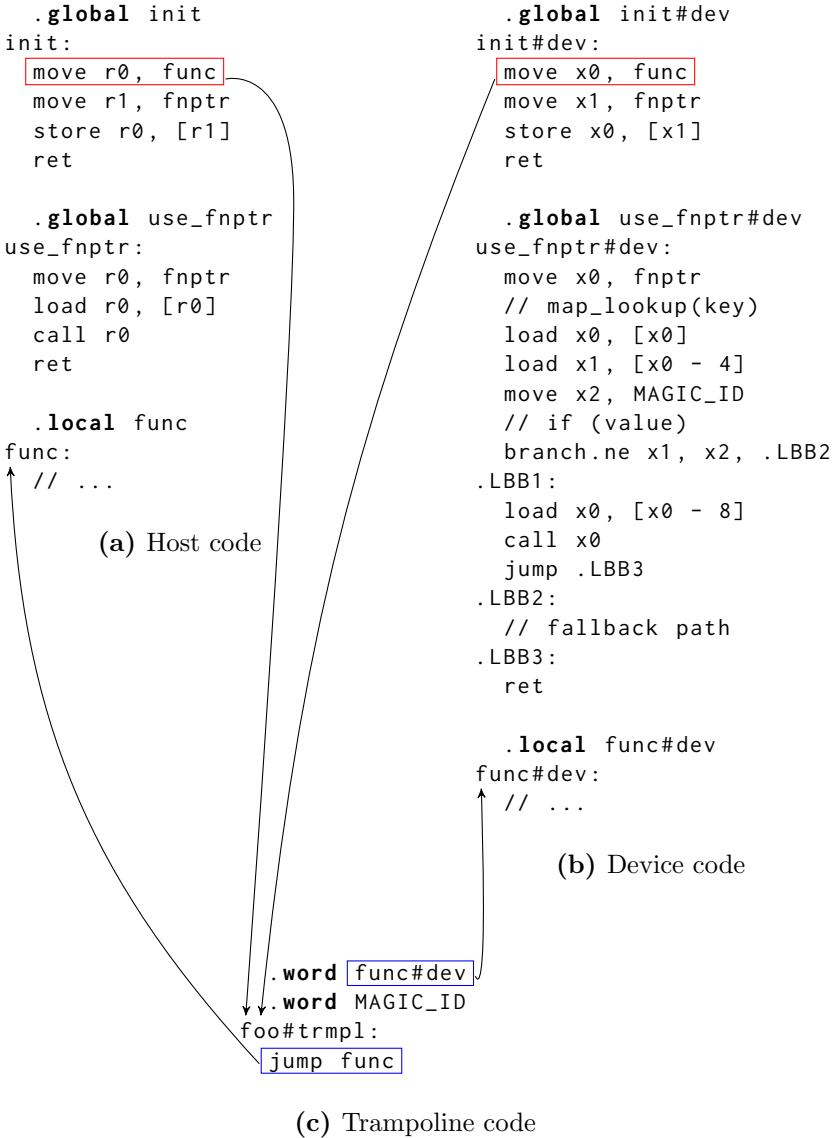 .global init
init:
move r0, func
move r1, fnptr
store r0, [r1]
ret
.global use_fnptr
use_fnptr:
move r0, fnptr
load r0, [r0]
call r0
ret
.local func
func:
// ...
(a) Host code
.global init#dev
init#dev:
move x0, func
move x1, fnptr
store x0, [x1]
ret
.global use_fnptr#dev
use_fnptr#dev:
move x0, fnptr
// map_lookup(key)
load x0, [x0]
load x1, [x0 - 4]
move x2, MAGIC_ID
// if (value)
branch.ne x1, x2, .LBB2
.LBB1:
load x0, [x0 - 8]
call x0
jump .LBB3
.LBB2:
// fallback path
.LBB3:
ret
.local func#dev
func#dev:
// ...
(b) Device code
.word func#dev
.word MAGIC_ID
foo#trmpl:
jump func
(c) Trampoline code